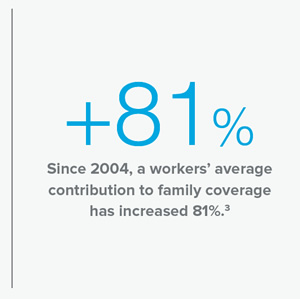 +81%
Since 2004, a workers’ average
contribution to family coverage
has increased 81%.³